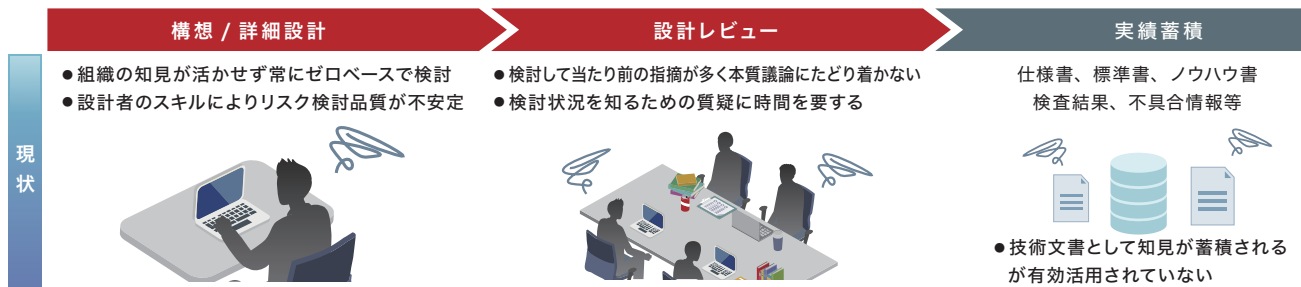 構想 / 詳細設計
設計レビュー
実績蓄積
現状
●組織の知見が活かせず常にゼロベースで検討
●設計者のスキルによりリスク検討品質が不安定
●検討して当たり前の指摘が多く本質議論にたどり着かない
●検討状況を知るための質疑に時間を要する
仕様書、標準書、ノウハウ書
検査結果、不具合情報等
●技術文書として知見が蓄積される
が有効活用されていない